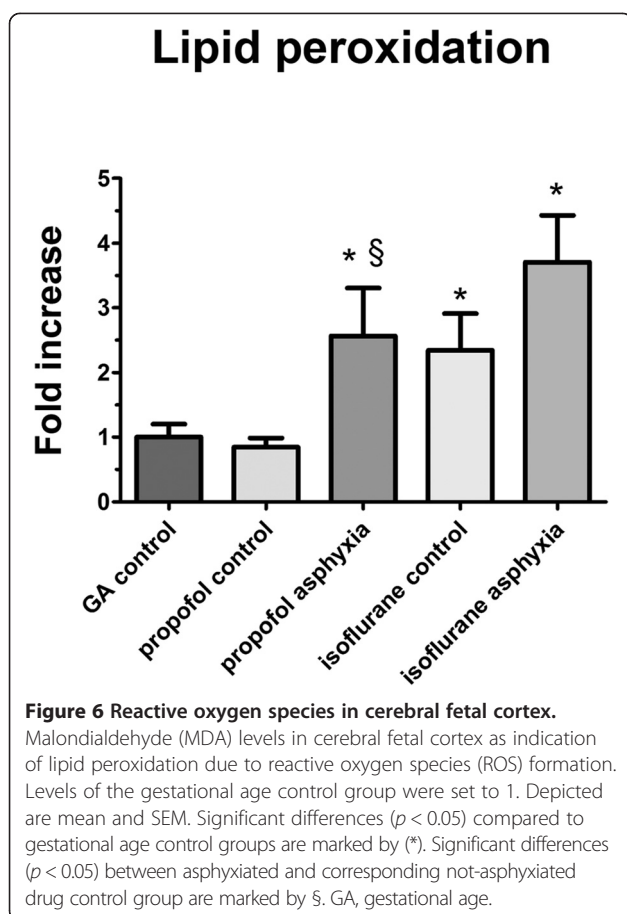 Lipid peroxidation
5
4
3
2
1
0
Fold increase
* §
*
*
GA control
propofol control
propofol asphyxia
isoflurane control
isoflurane asphyxia
Figure 6 Reactive oxygen species in cerebral fetal cortex.
Malondialdehyde (MDA) levels in cerebral fetal cortex as indication
of lipid peroxidation due to reactive oxygen species (ROS) formation.
Levels of the gestational age control group were set to 1. Depicted
are mean and SEM. Significant differences (p < 0.05) compared to
gestational age control groups are marked by (*). Significant differences
(p < 0.05) between asphyxiated and corresponding not-asphyxiated
drug control group are marked by §. GA, gestational age.